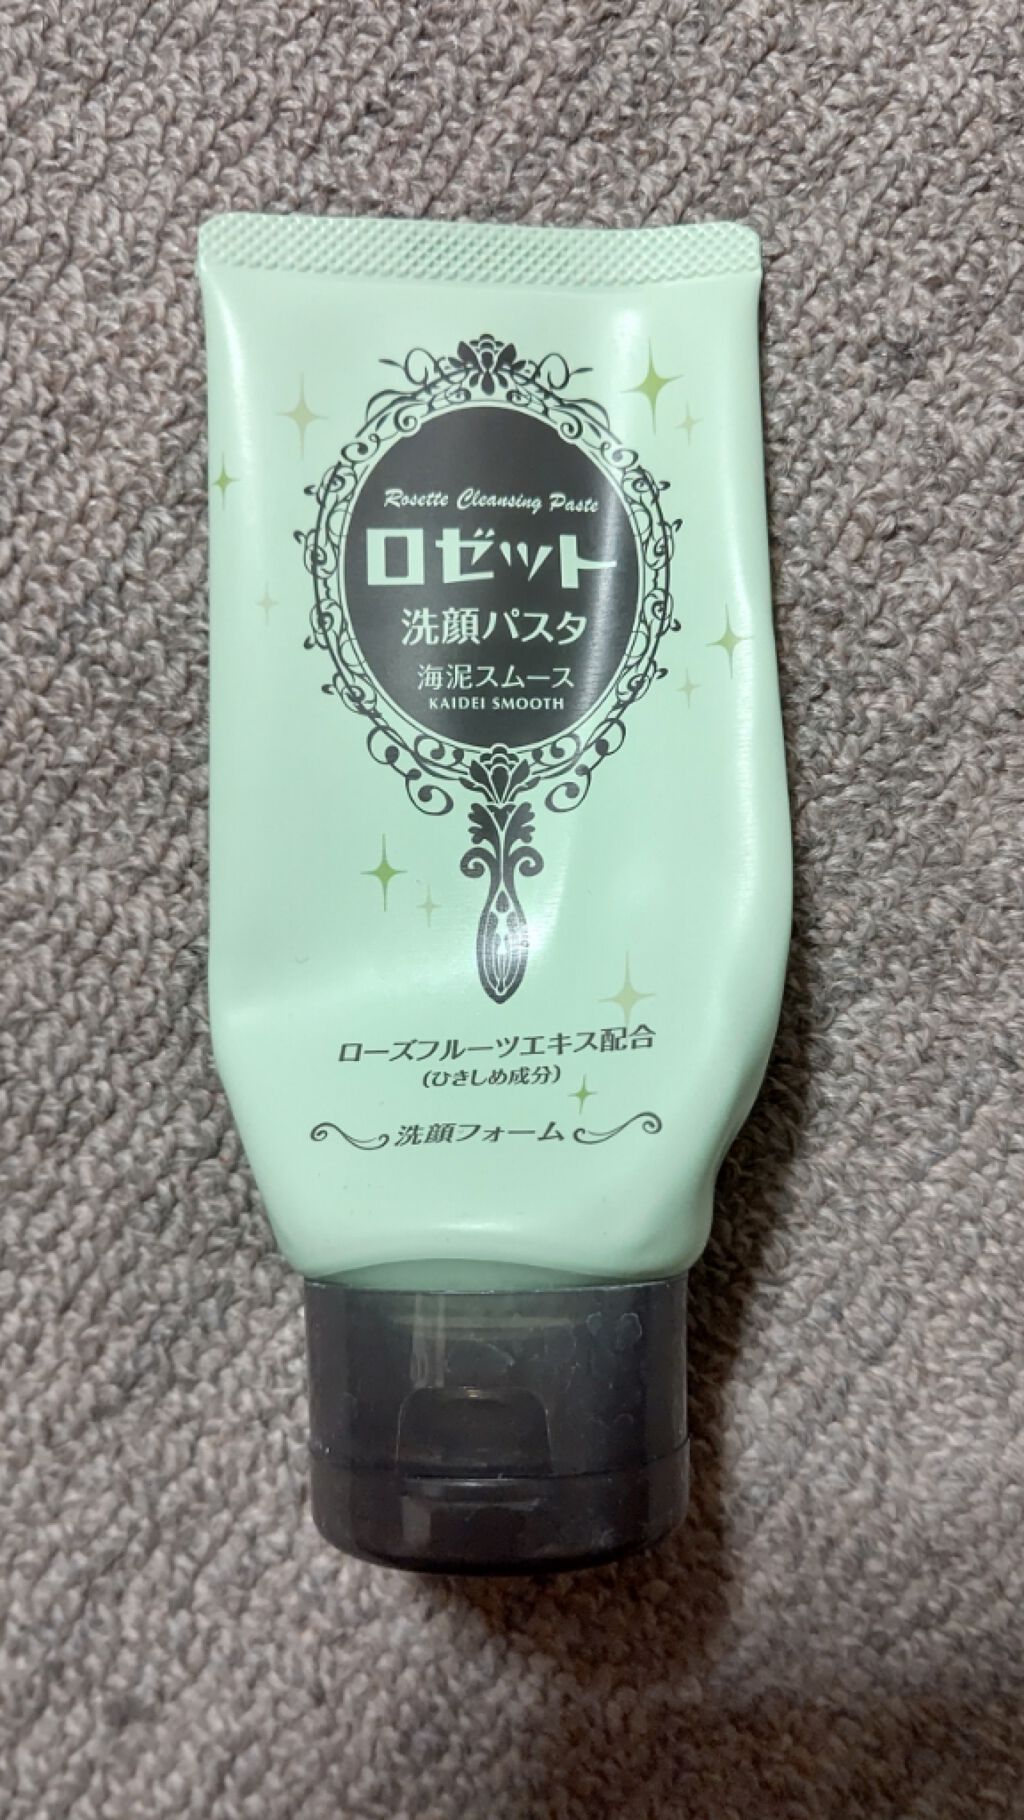 Rosette Cleansing Paste
ロゼット
洗顔パスタ
海泥スムース
KAIDEI SMOOTH
ローズフルーツエキス配合
(ひきしめ成分)
洗顔フォーム